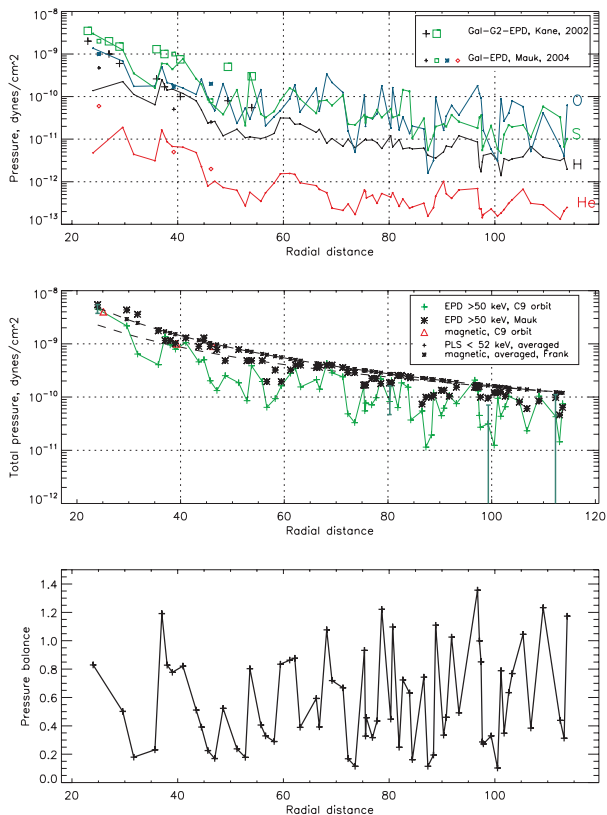 Pressure, dynes/cm^2
10^-8
10^-9
10^-10
10^-11
10^-12
10^-13
Gal-G2-EPD, Kane, 2002
Gal-EPD, Mauk, 2004
O
S
H
He
20 40 60 80 100
Radial distance
Total pressure, dynes/cm^2
10^-8
10^-9
10^-10
10^-11
10^-12
EPD >50 keV, C9 orbit
EPD >50 keV, Mauk
magnetic, C9 orbit
PLS < 52 keV, averaged
magnetic, averaged, Frank
20 40 60 80 100 120
Radial distance
Pressure balance
1.4
1.2
1.0
0.8
0.6
0.4
0.2
0.0
20 40 60 80 100 120
Radial distance